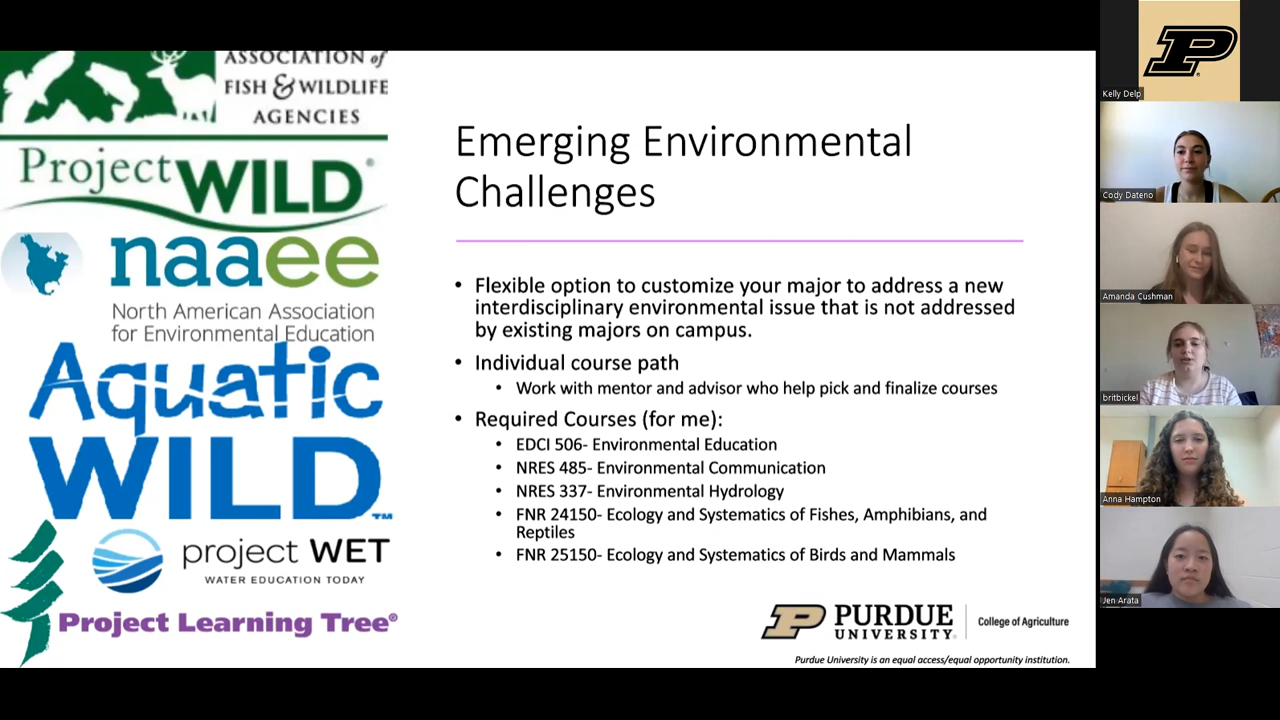 ASSOCIATION of
FISH & WILDLIFE
AGENCIES
Project WILD®
naaee
North American Association
for Environmental Education
Aquatic
WILD™
project WET
WATER EDUCATION TODAY
Project Learning Tree®
Emerging Environmental
Challenges
• Flexible option to customize your major to address a new
interdisciplinary environmental issue that is not addressed
by existing majors on campus.
• Individual course path
• Work with mentor and advisor who help pick and finalize courses
• Required Courses (for me):
• EDCI 506- Environmental Education
• NRES 485- Environmental Communication
• NRES 337- Environmental Hydrology
• FNR 24150- Ecology and Systematics of Fishes, Amphibians, and
Reptiles
• FNR 25150- Ecology and Systematics of Birds and Mammals
P PURDUE
UNIVERSITY®
College of Agriculture
Purdue University is an equal access/equal opportunity institution.
P
Kelly Delp
Cody Dateno
Amanda Cushman
britbickel
Anna Hampton
Jen Arata